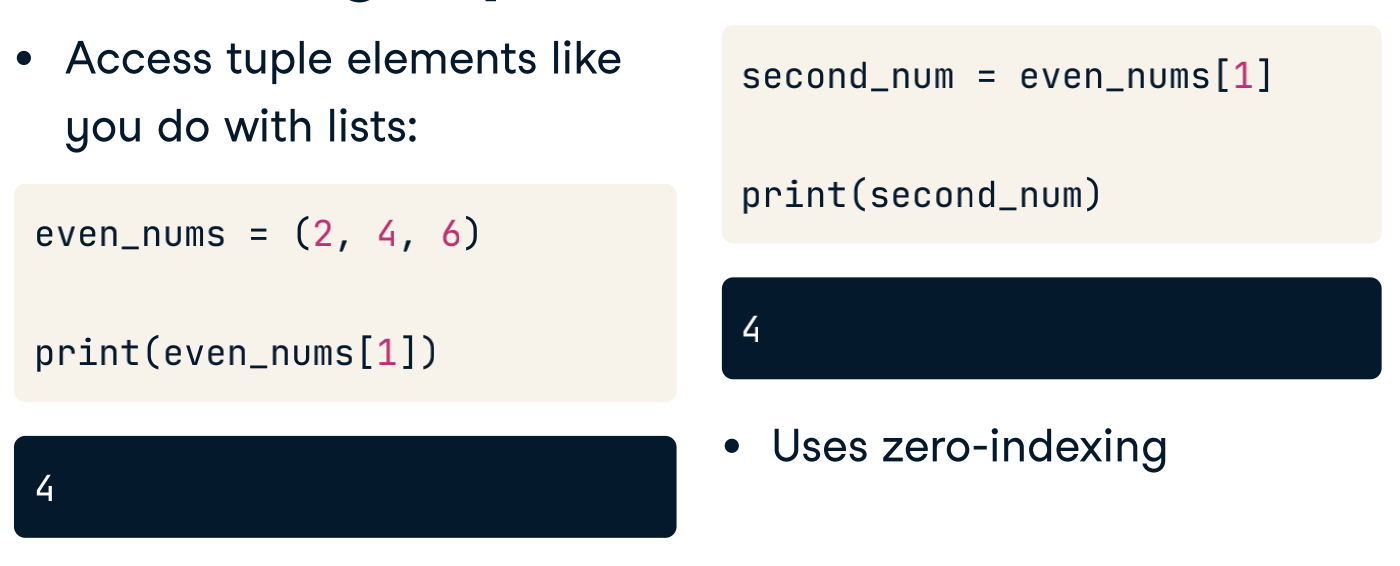 • Access tuple elements like
you do with lists:
even_nums = (2, 4, 6)
print(even_nums[1])
4
second_num = even_nums[1]
print(second_num)
4
• Uses zero-indexing